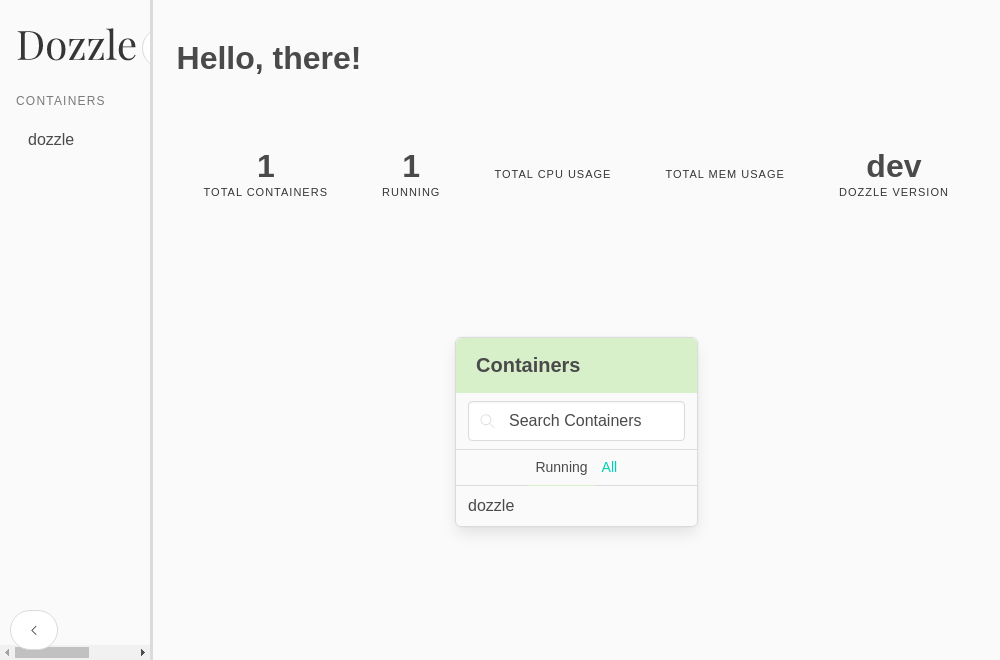 Dozzle
CONTAINERS
dozzle
Hello, there!
1
TOTAL CONTAINERS
1
RUNNING
TOTAL CPU USAGE
TOTAL MEM USAGE
dev
DOZZLE VERSION
Containers
Search Containers
Running All
dozzle